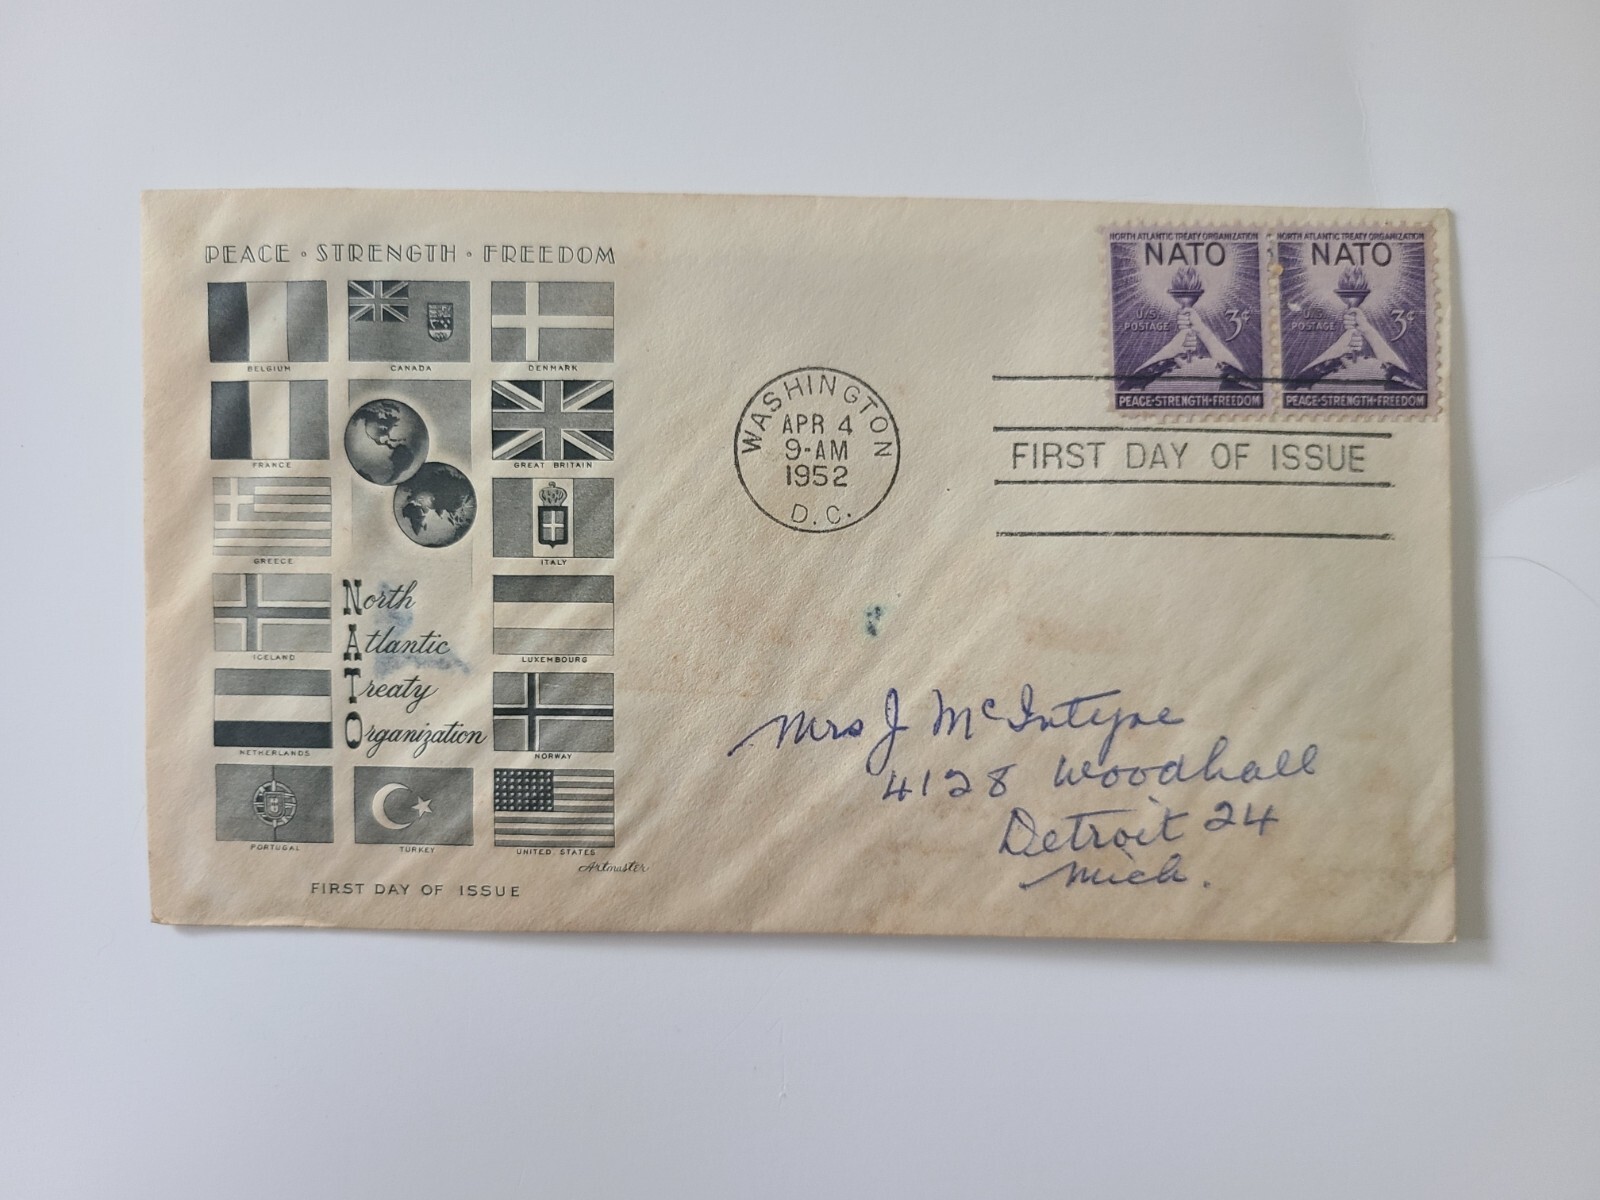 PEACE • STRENGTH • FREEDOM
BELGIUM
CANADA
DENMARK
FRANCE
GREAT BRITAIN
GREECE
ITALY
ICELAND
LUXEMBOURG
North
Atlantic
Treaty
Organization
NETHERLANDS
NORWAY
PORTUGAL
TURKEY
UNITED STATES
Artmaster
FIRST DAY OF ISSUE
WASHINGTON
APR 4
9-AM
1952
D.C.
NORTH ATLANTIC TREATY ORGANIZATION
NATO
U.S.
POSTAGE
3¢
PEACE-STRENGTH-FREEDOM
NORTH ATLANTIC TREATY ORGANIZATION
NATO
U.S.
POSTAGE
3¢
PEACE-STRENGTH-FREEDOM
FIRST DAY OF ISSUE
Mrs J McIntyre
4128 Woodhall
Detroit 24
Mich.